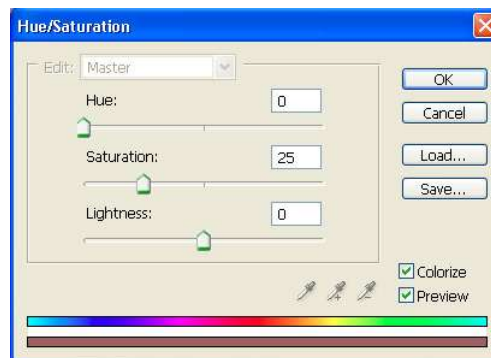 Hue/Saturation
Edit: Master
Hue: 0
Saturation: 25
Lightness: 0
OK
Cancel
Load...
Save...
Colorize
Preview